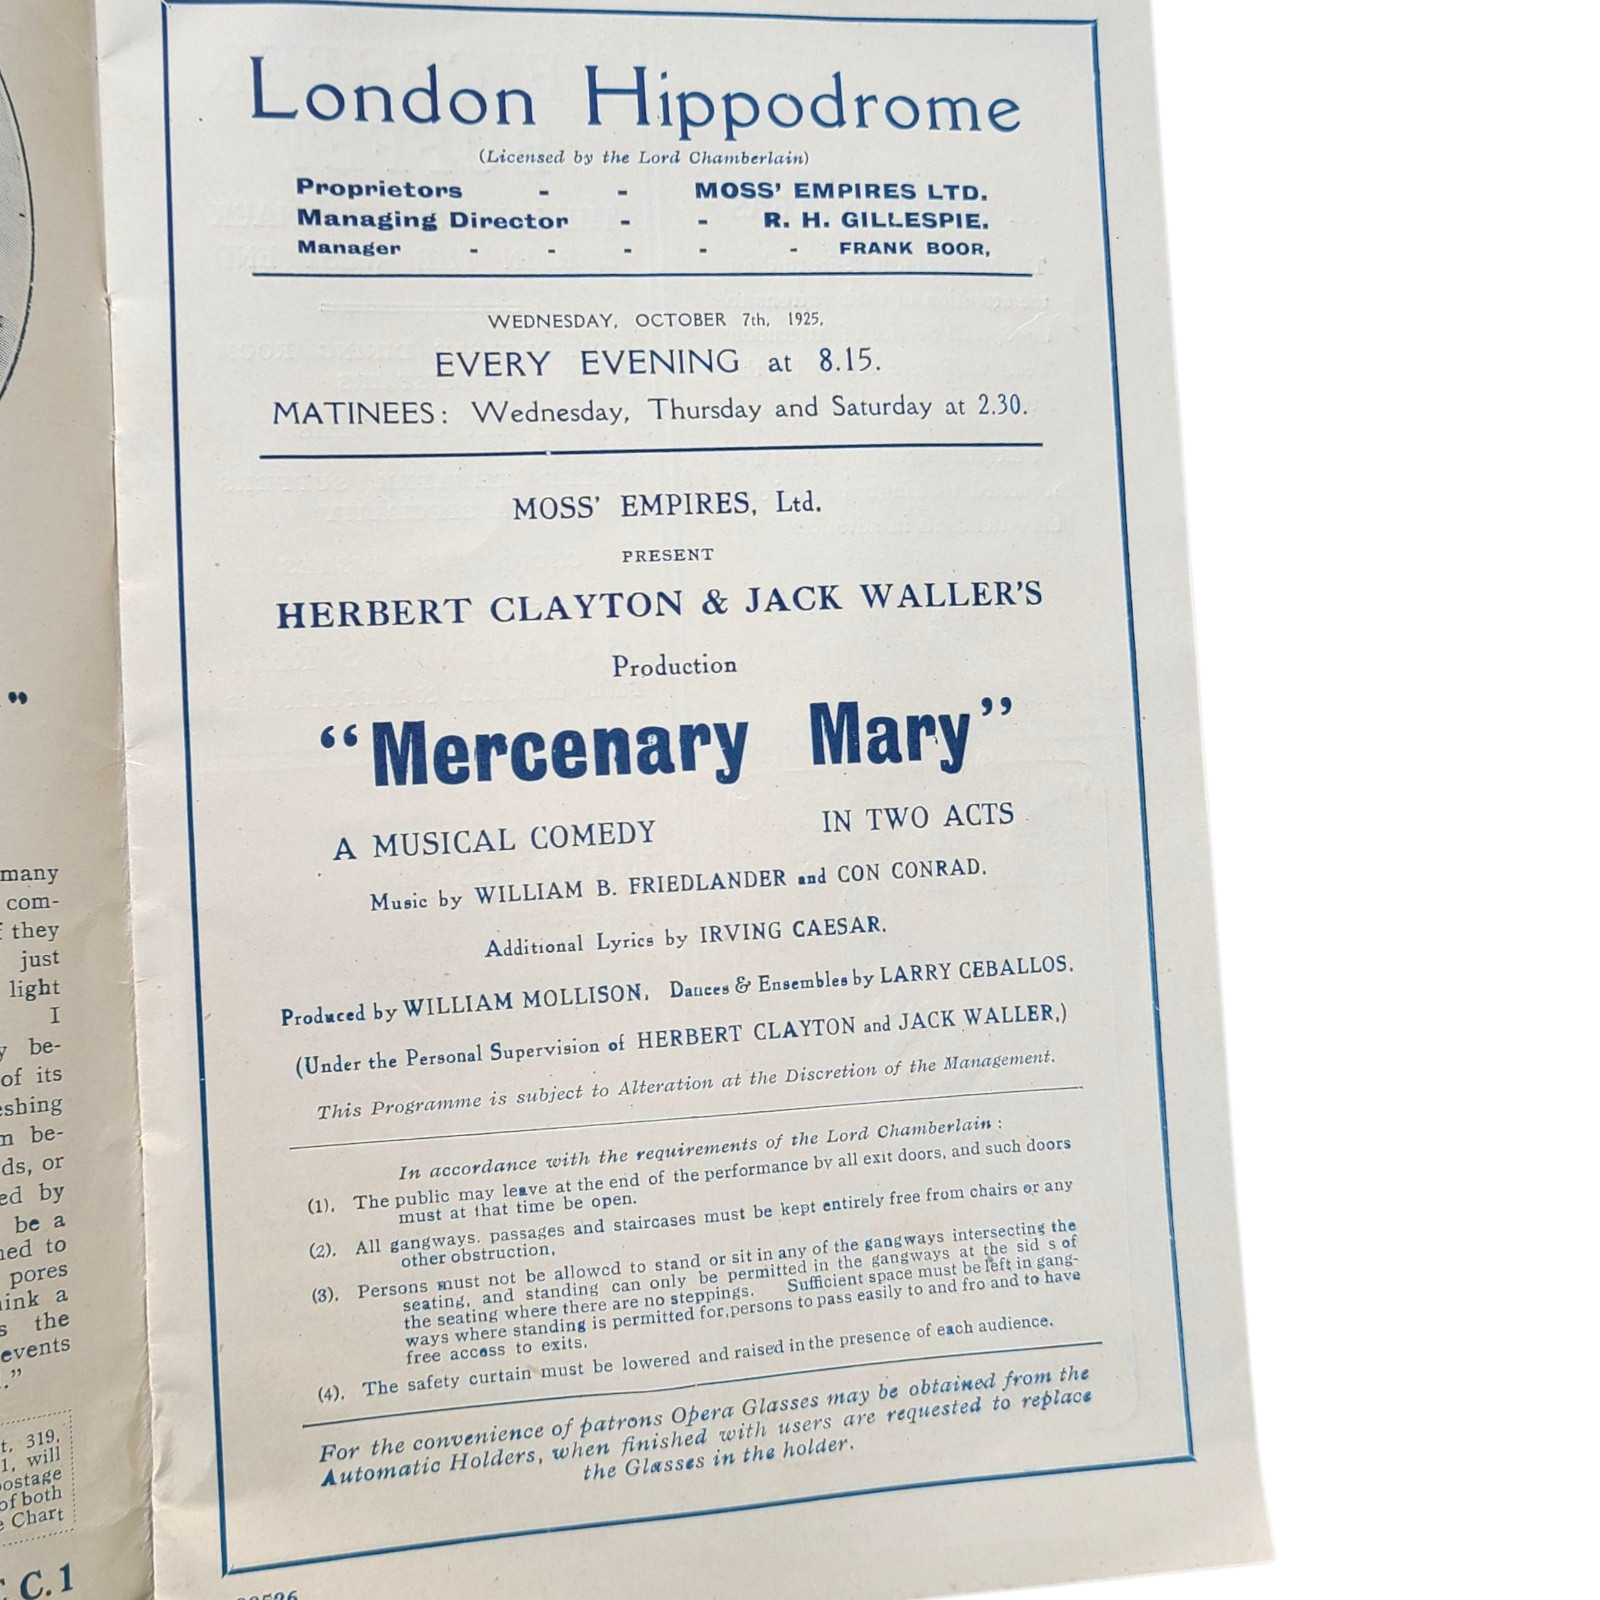 London Hippodrome
(Licensed by the Lord Chamberlain)
Proprietors - - MOSS' EMPIRES LTD.
Managing Director - - R. H. GILLESPIE.
Manager - - - - - FRANK BOOR,
WEDNESDAY, OCTOBER 7th, 1925,
EVERY EVENING at 8.15.
MATINEES: Wednesday, Thursday and Saturday at 2.30.
MOSS' EMPIRES, Ltd.
PRESENT
HERBERT CLAYTON & JACK WALLER'S
Production
"Mercenary Mary"
A MUSICAL COMEDY IN TWO ACTS
Music by WILLIAM B. FRIEDLANDER and CON CONRAD.
Additional Lyrics by IRVING CAESAR.
Produced by WILLIAM MOLLISON, Dances & Ensembles by LARRY CEBALLOS.
(Under the Personal Supervision of HERBERT CLAYTON and JACK WALLER,)
This Programme is subject to Alteration at the Discretion of the Management.
In accordance with the requirements of the Lord Chamberlain :
(1). The public may leave at the end of the performance by all exit doors, and such doors
must at that time be open.
(2). All gangways. passages and staircases must be kept entirely free from chairs or any
other obstruction,
(3). Persons must not be allowed to stand or sit in any of the gangways intersecting the
seating, and standing can only be permitted in the gangways at the sid s of
the seating where there are no steppings. Sufficient space must be left in gang-
ways where standing is permitted for,persons to pass easily to and fro and to have
free access to exits.
(4). The safety curtain must be lowered and raised in the presence of each audience.
For the convenience of patrons Opera Glasses may be obtained from the
Automatic Holders, when finished with users are requested to replace
the Glasses in the holder.
"
many
com-
they
just
light
I
be-
of its
be-
or
by
be a
to
pores
a
the
events
."
319.
1, will
of both
Chart
C.1